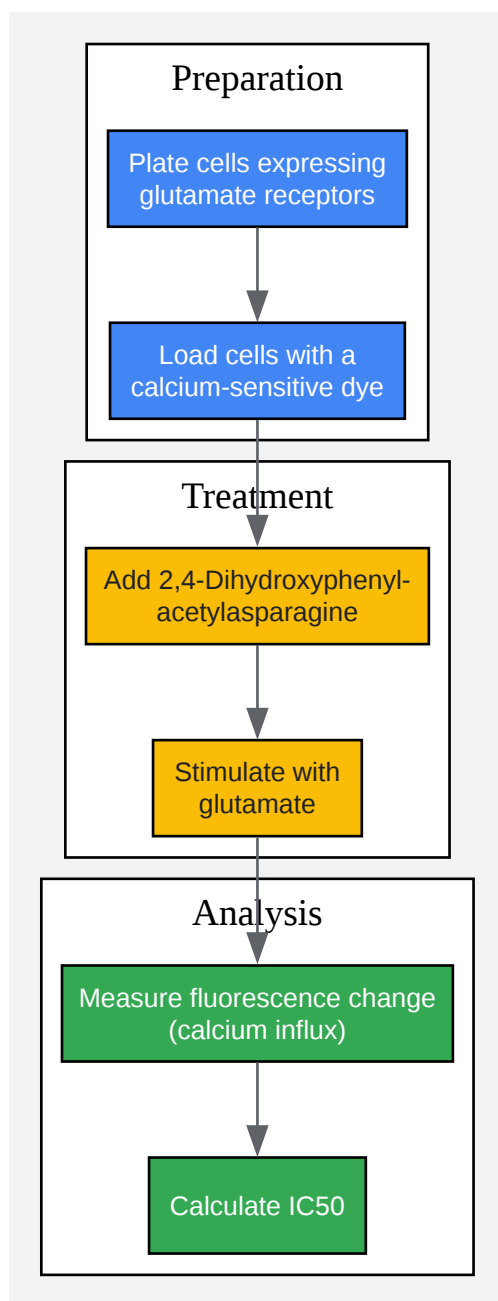 Preparation
Plate cells expressing
glutamate receptors
Load cells with a
calcium-sensitive dye
Treatment
Add 2,4-Dihydroxyphenyl-
acetylasparagine
Stimulate with
glutamate
Analysis
Measure fluorescence change
(calcium influx)
Calculate IC50